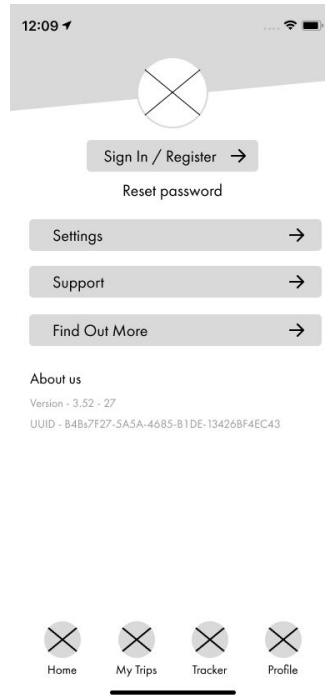 12:09
Sign In / Register
Reset password
Settings
Support
Find Out More
About us
Version - 3.52 - 27
UUID - B4Bs7F27-5A5A-4685-B1DE-13426BF4EC43
Home
My Trips
Tracker
Profile